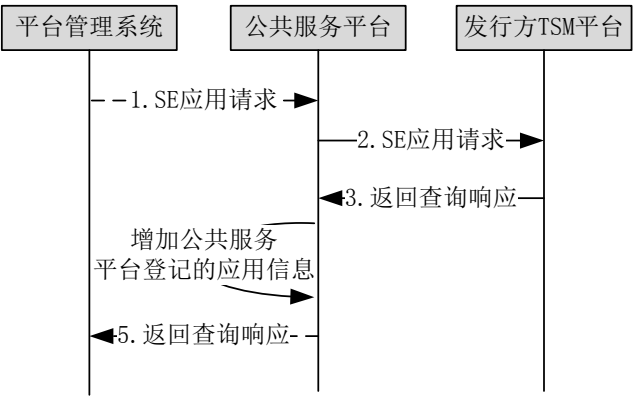 平台管理系统
公共服务平台
发行方TSM平台
1.SE应用请求
2.SE应用请求
3.返回查询响应
增加公共服务
平台登记的应用信息
5.返回查询响应